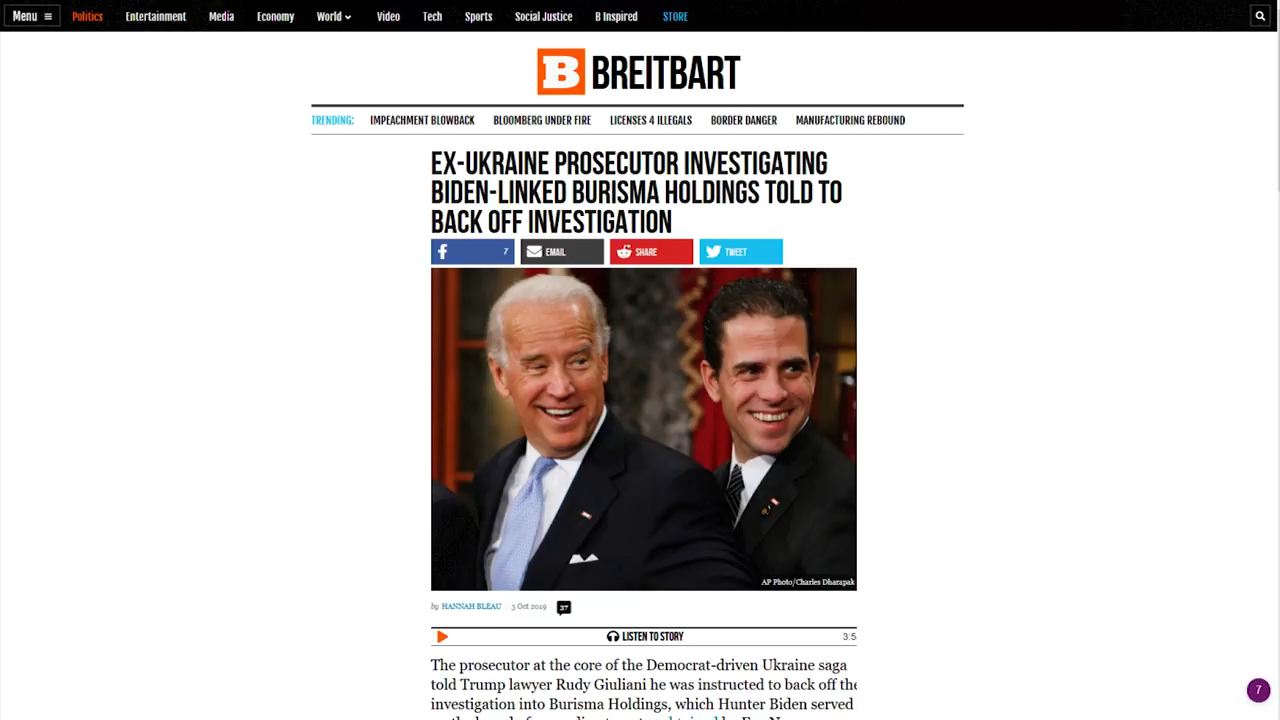 Menu Politics Entertainment Media Economy World Video Tech Sports Social Justice B Inspired STORE
B BREITBART
TRENDING: IMPEACHMENT BLOWBACK BLOOMBERG UNDER FIRE LICENSES 4 ILLEGALS BORDER DANGER MANUFACTURING REBOUND
EX-UKRAINE PROSECUTOR INVESTIGATING
BIDEN-LINKED BURISMA HOLDINGS TOLD TO
BACK OFF INVESTIGATION
f 7 EMAIL SHARE TWEET
AP Photo/Charles Dharapak
by HANNAH BLEAU 3 Oct 2019 37
LISTEN TO STORY 3:5
The prosecutor at the core of the Democrat-driven Ukraine saga
told Trump lawyer Rudy Giuliani he was instructed to back off the
investigation into Burisma Holdings, which Hunter Biden served
7